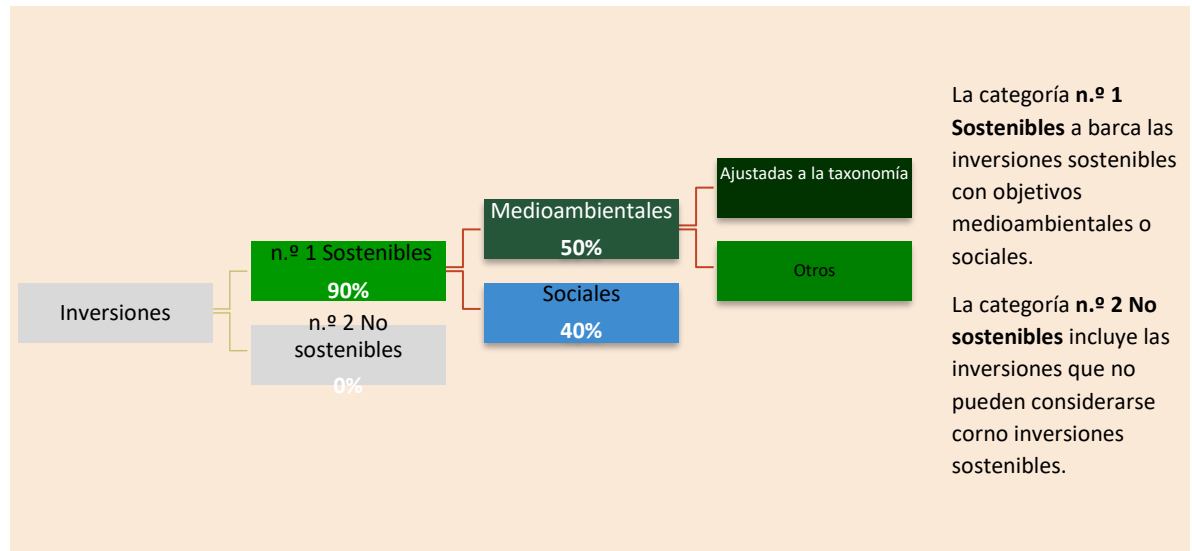 Inversiones
n.º 1 Sostenibles
90%
n.º 2 No
sostenibles
0%
Medioambientales
50%
Sociales
40%
Ajustadas a la taxonomía
Otros
La categoría n.º 1
Sostenibles a barca las
inversiones sostenibles
con objetivos
medioambientales o
sociales.
La categoría n.º 2 No
sostenibles incluye las
inversiones que no
pueden considerarse
corno inversiones
sostenibles.